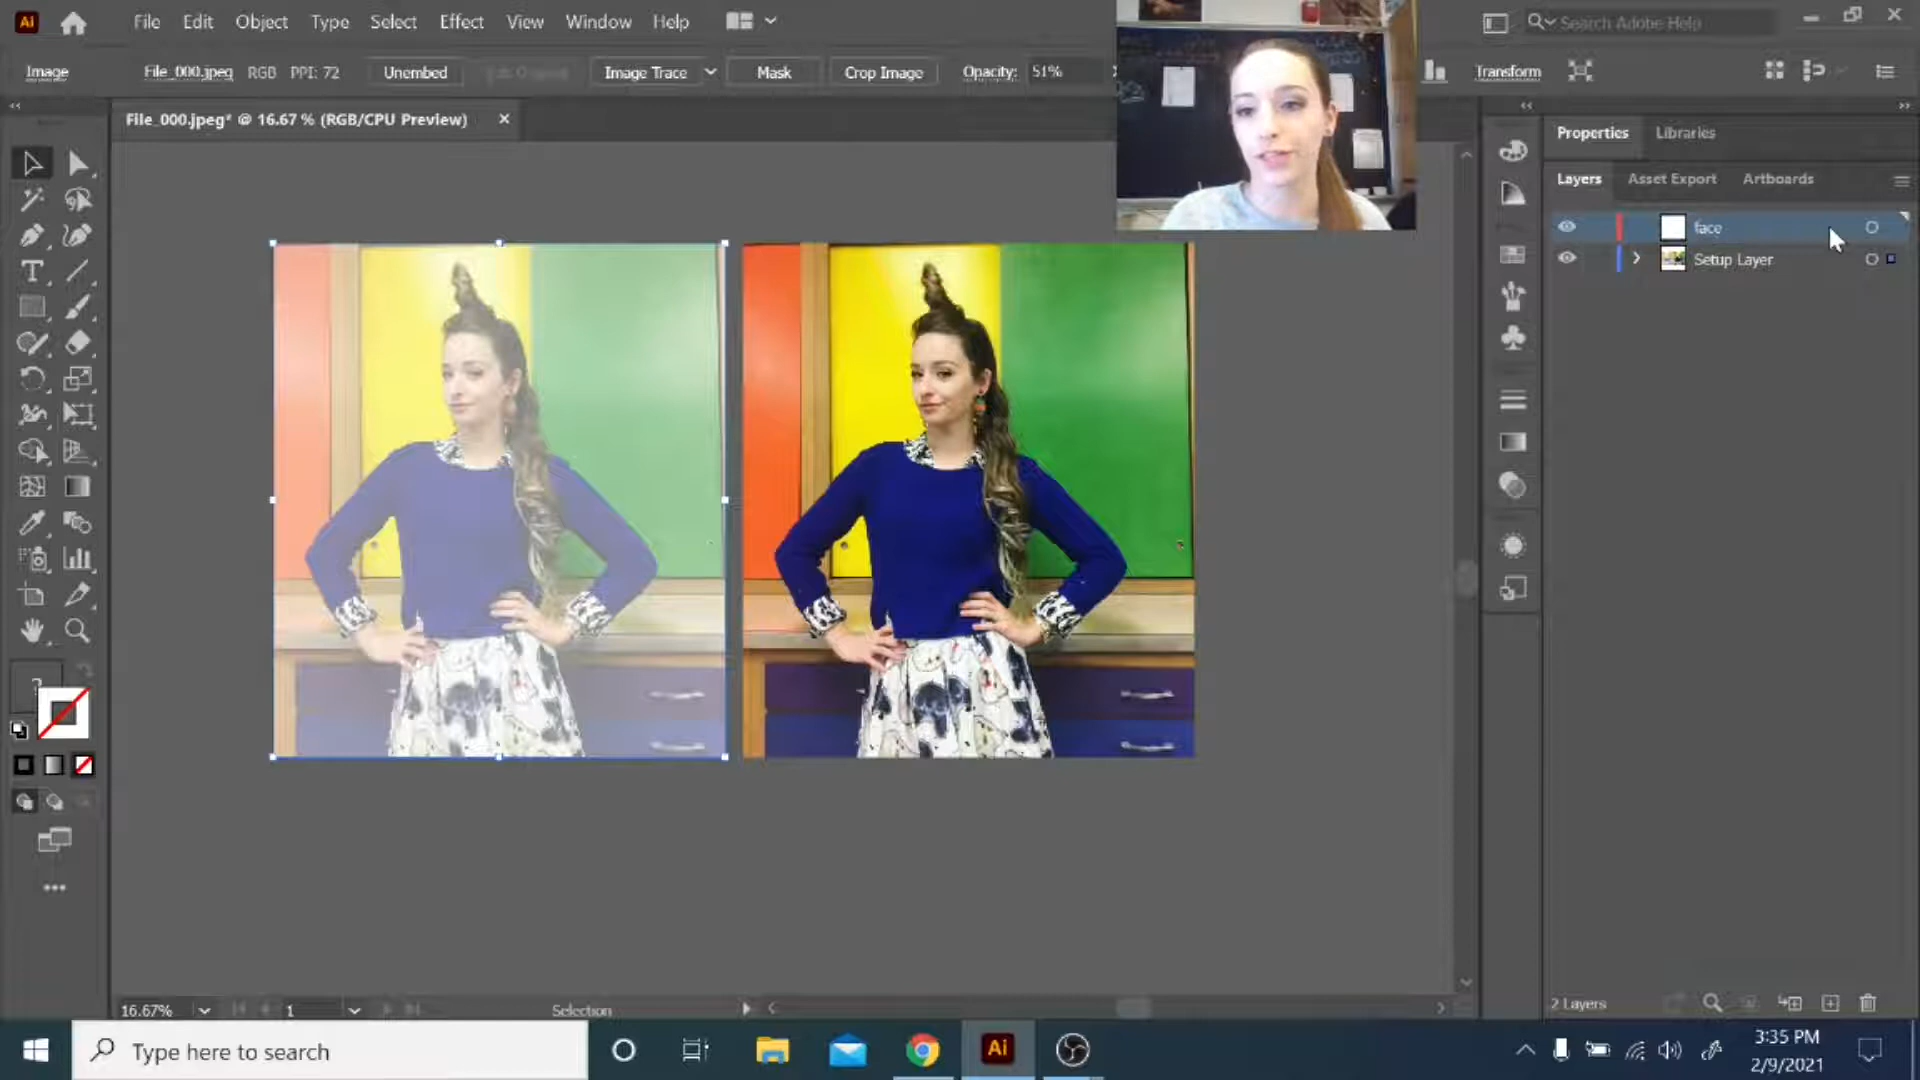 Ai File Edit Object Type Select Effect View Window Help Search Adobe Help
Image File_000.jpeg RGB PPI: 72 Unembed Image Trace Mask Crop Image Opacity: 51% Transform
File_000.jpeg* @ 16.67 % (RGB/CPU Preview)
Properties Libraries
Layers Asset Export Artboards
face
Setup Layer
?
16.67% 1 Selection 2 Layers
Type here to search Ai 3:35 PM
2/9/2021